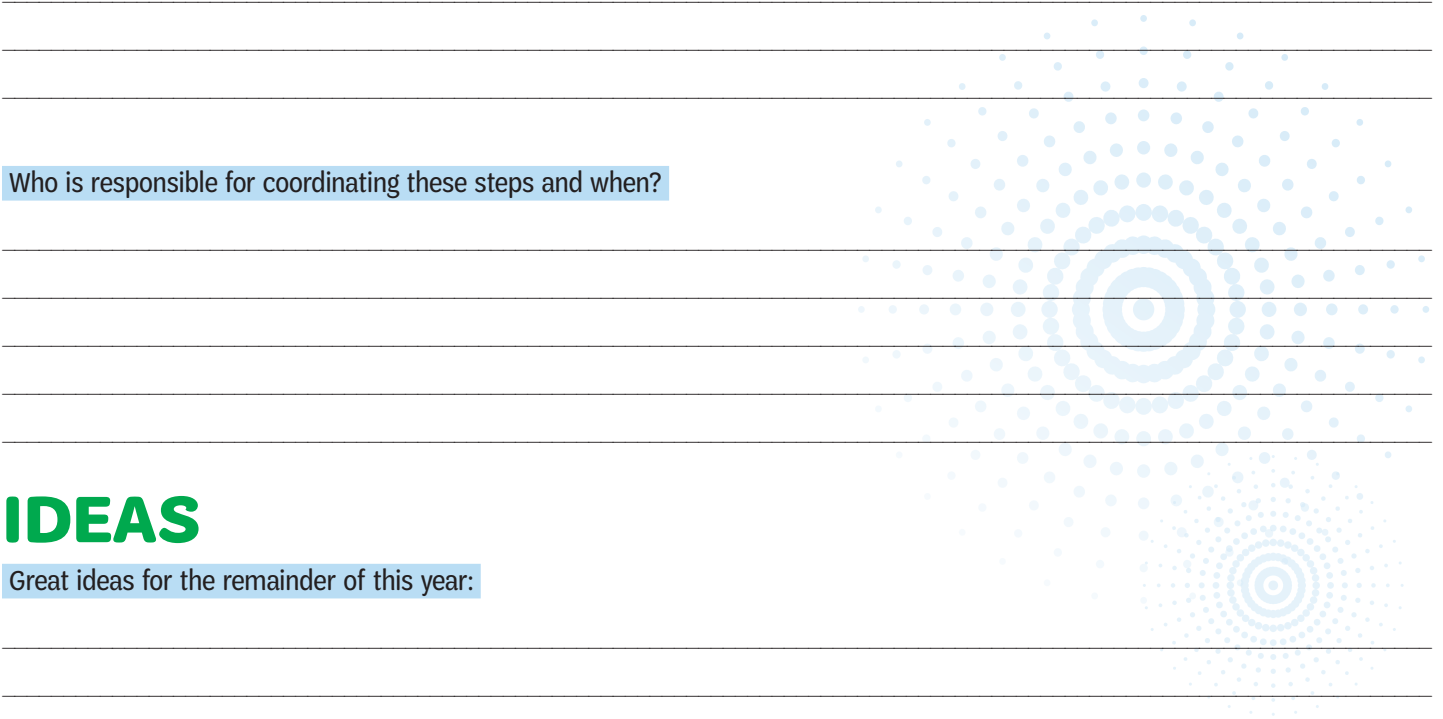 Who is responsible for coordinating these steps and when?
IDEAS
Great ideas for the remainder of this year: